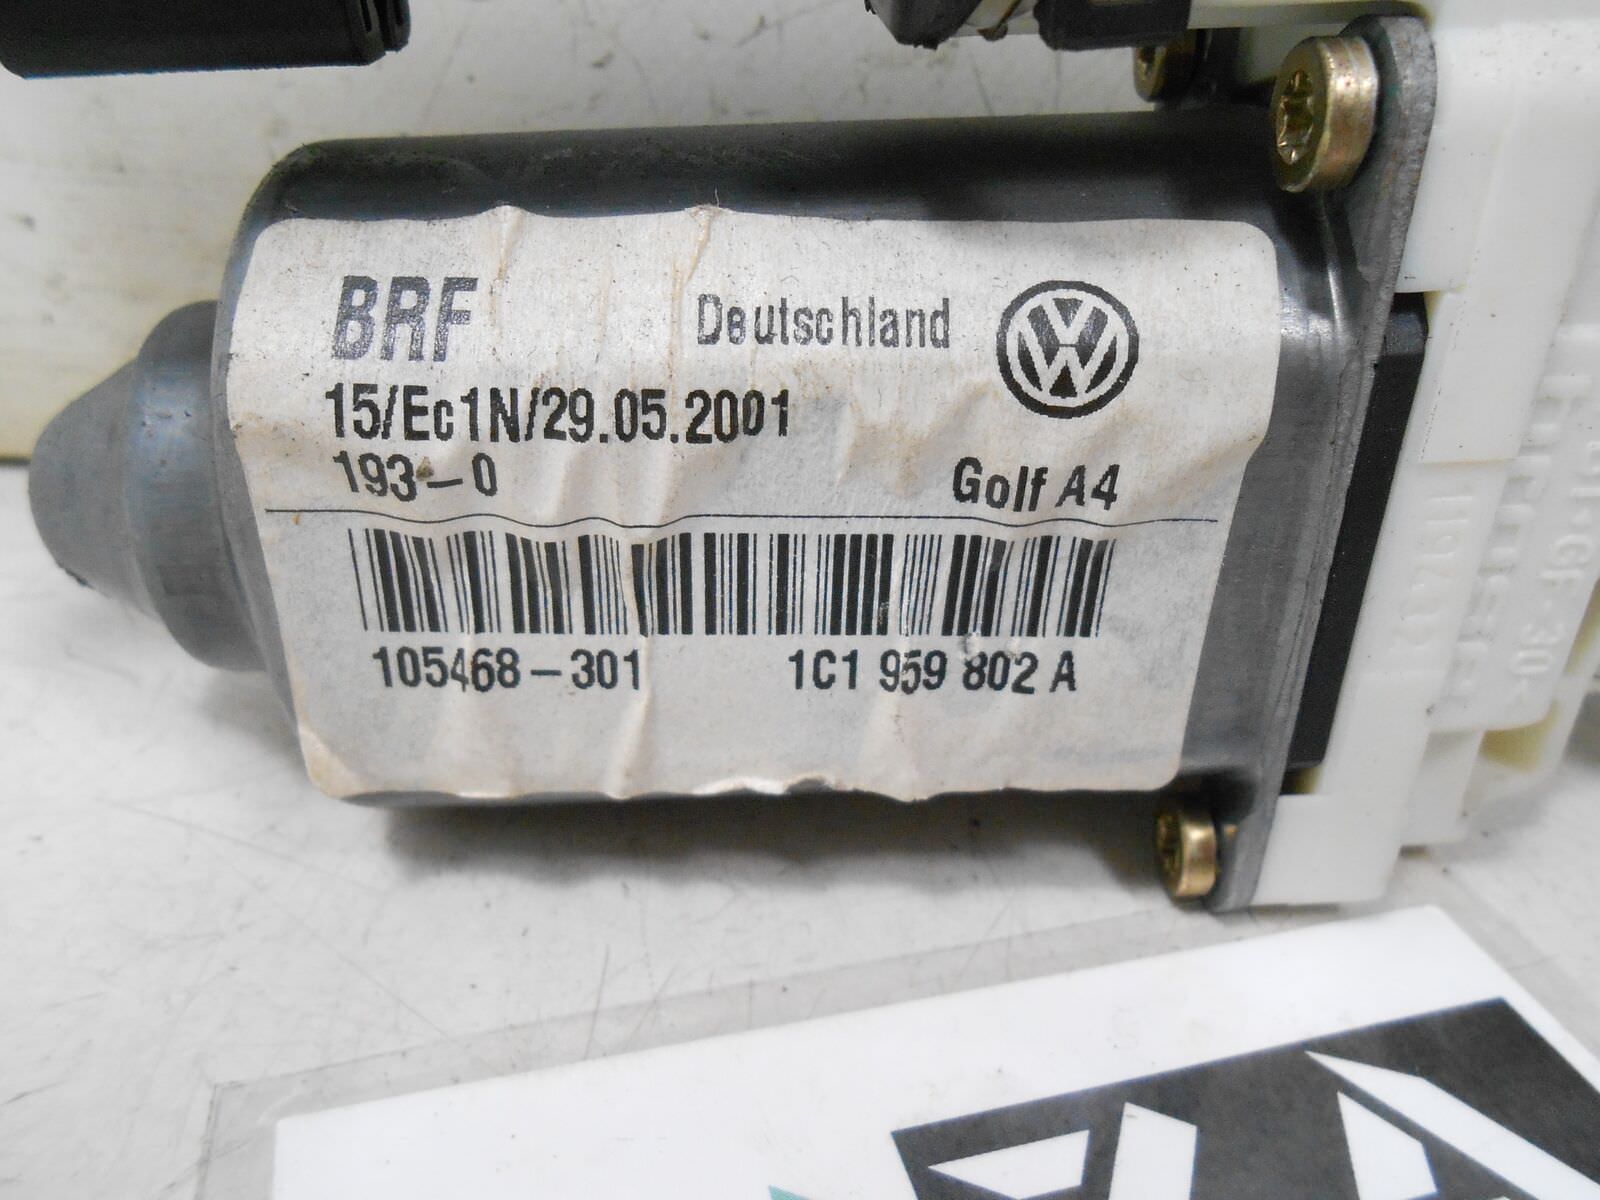 BRF Deutschland
15/Ec1N/29.05.2001
193-0 Golf A4
105468-301 1C1 959 802 A